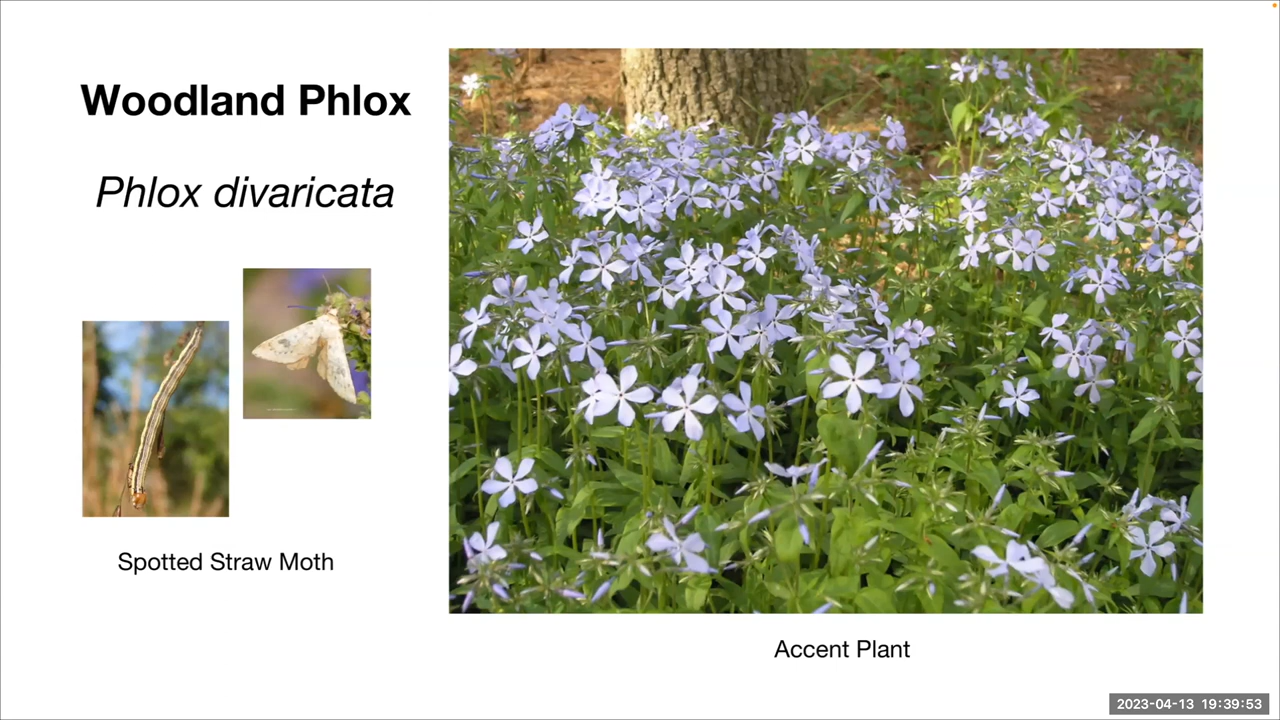 Woodland Phlox
Phlox divaricata
Spotted Straw Moth
Accent Plant
2023-04-13 19:39:53